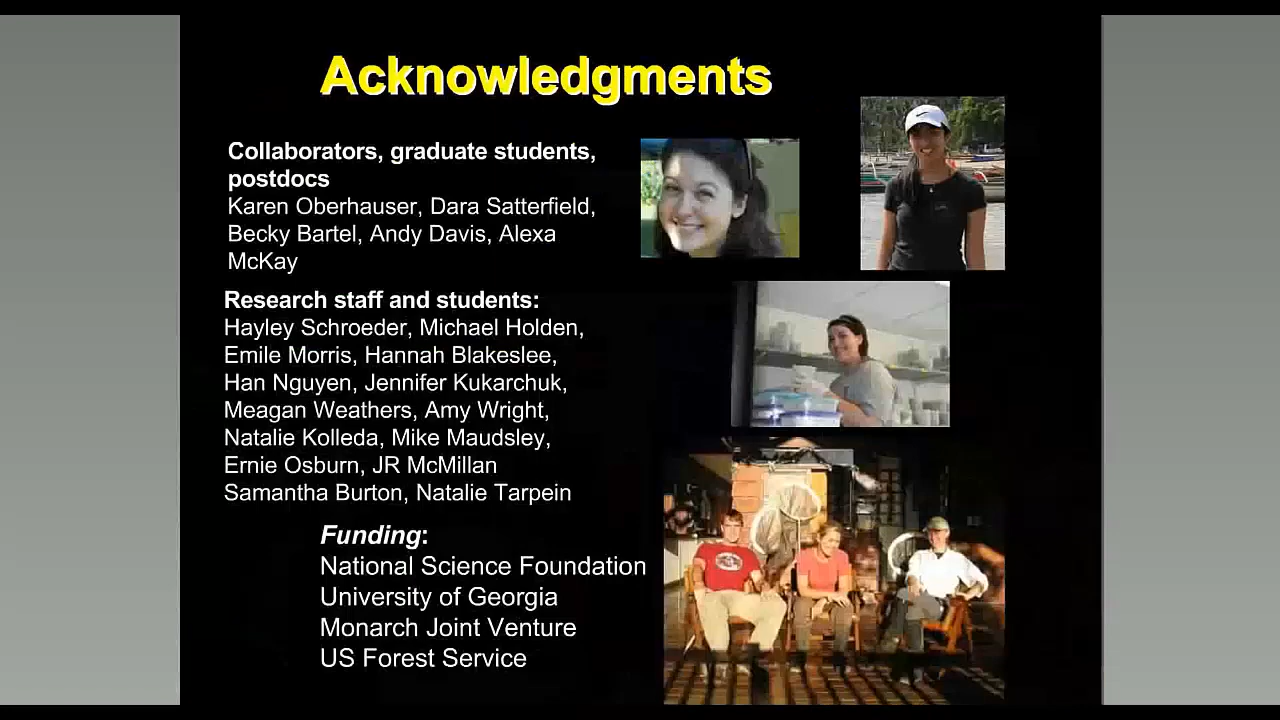 Acknowledgments
Collaborators, graduate students,
postdocs
Karen Oberhauser, Dara Satterfield,
Becky Bartel, Andy Davis, Alexa
McKay
Research staff and students:
Hayley Schroeder, Michael Holden,
Emile Morris, Hannah Blakeslee,
Han Nguyen, Jennifer Kukarchuk,
Meagan Weathers, Amy Wright,
Natalie Kolleda, Mike Maudsley,
Ernie Osburn, JR McMillan
Samantha Burton, Natalie Tarpein
Funding:
National Science Foundation
University of Georgia
Monarch Joint Venture
US Forest Service